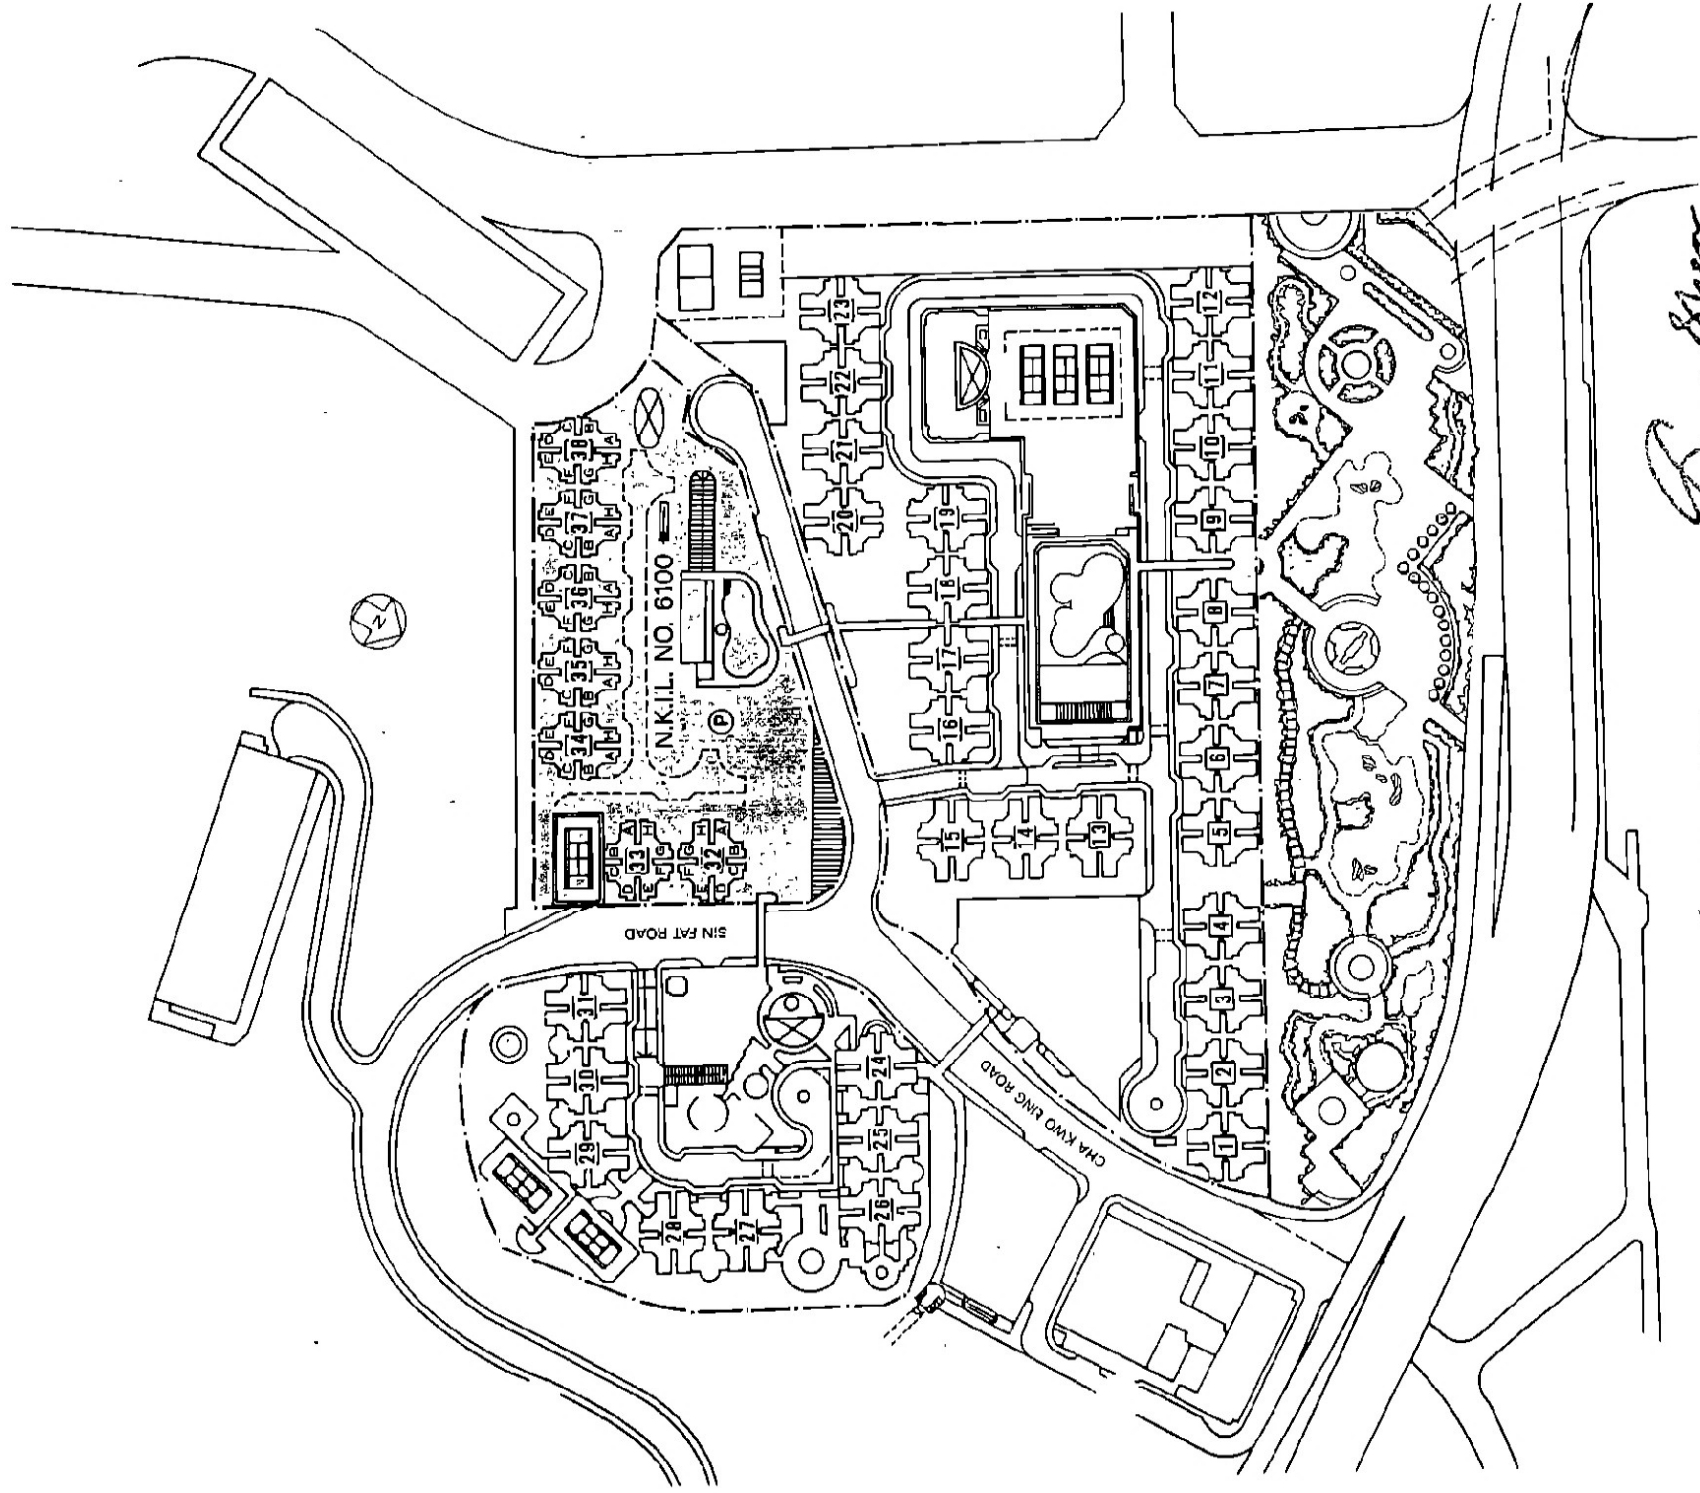 23
22
21
20
19
18
17
16
15
14
13
12
11
10
9
8
7
6
5
4
3
2
1
38
D C B
E A
F G H
37
F G
E H
D A
C B
36
D C B
E A
F G H
35
F G
E H
D A
C B
34
F G
E H
D A
C B
33
B A
C H
D G
E F
32
H A
G B
F C
E D
N.K.I.L. NO. 6100
P
N
SIN FAT ROAD
CHA KWO LING ROAD
31
30
29
28
27
26
25
24